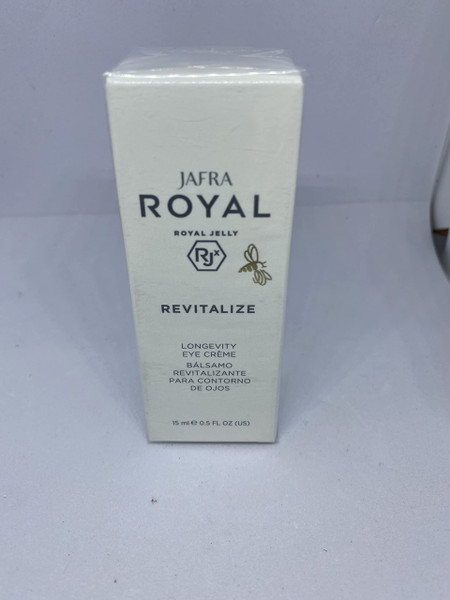 JAFRA
ROYAL
ROYAL JELLY
RJx
REVITALIZE
LONGEVITY
EYE CRÈME
BÁLSAMO
REVITALIZANTE
PARA CONTORNO
DE OJOS
15 ml ℮ 0.5 FL OZ (US)